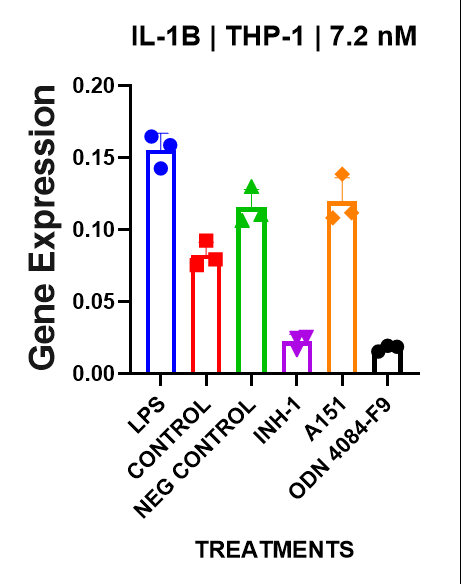 IL-1B | THP-1 | 7.2 nM
Gene Expression
0.20
0.15
0.10
0.05
0.00
LPS
CONTROL
NEG CONTROL
INH-1
A151
ODN 4084-F9
TREATMENTS